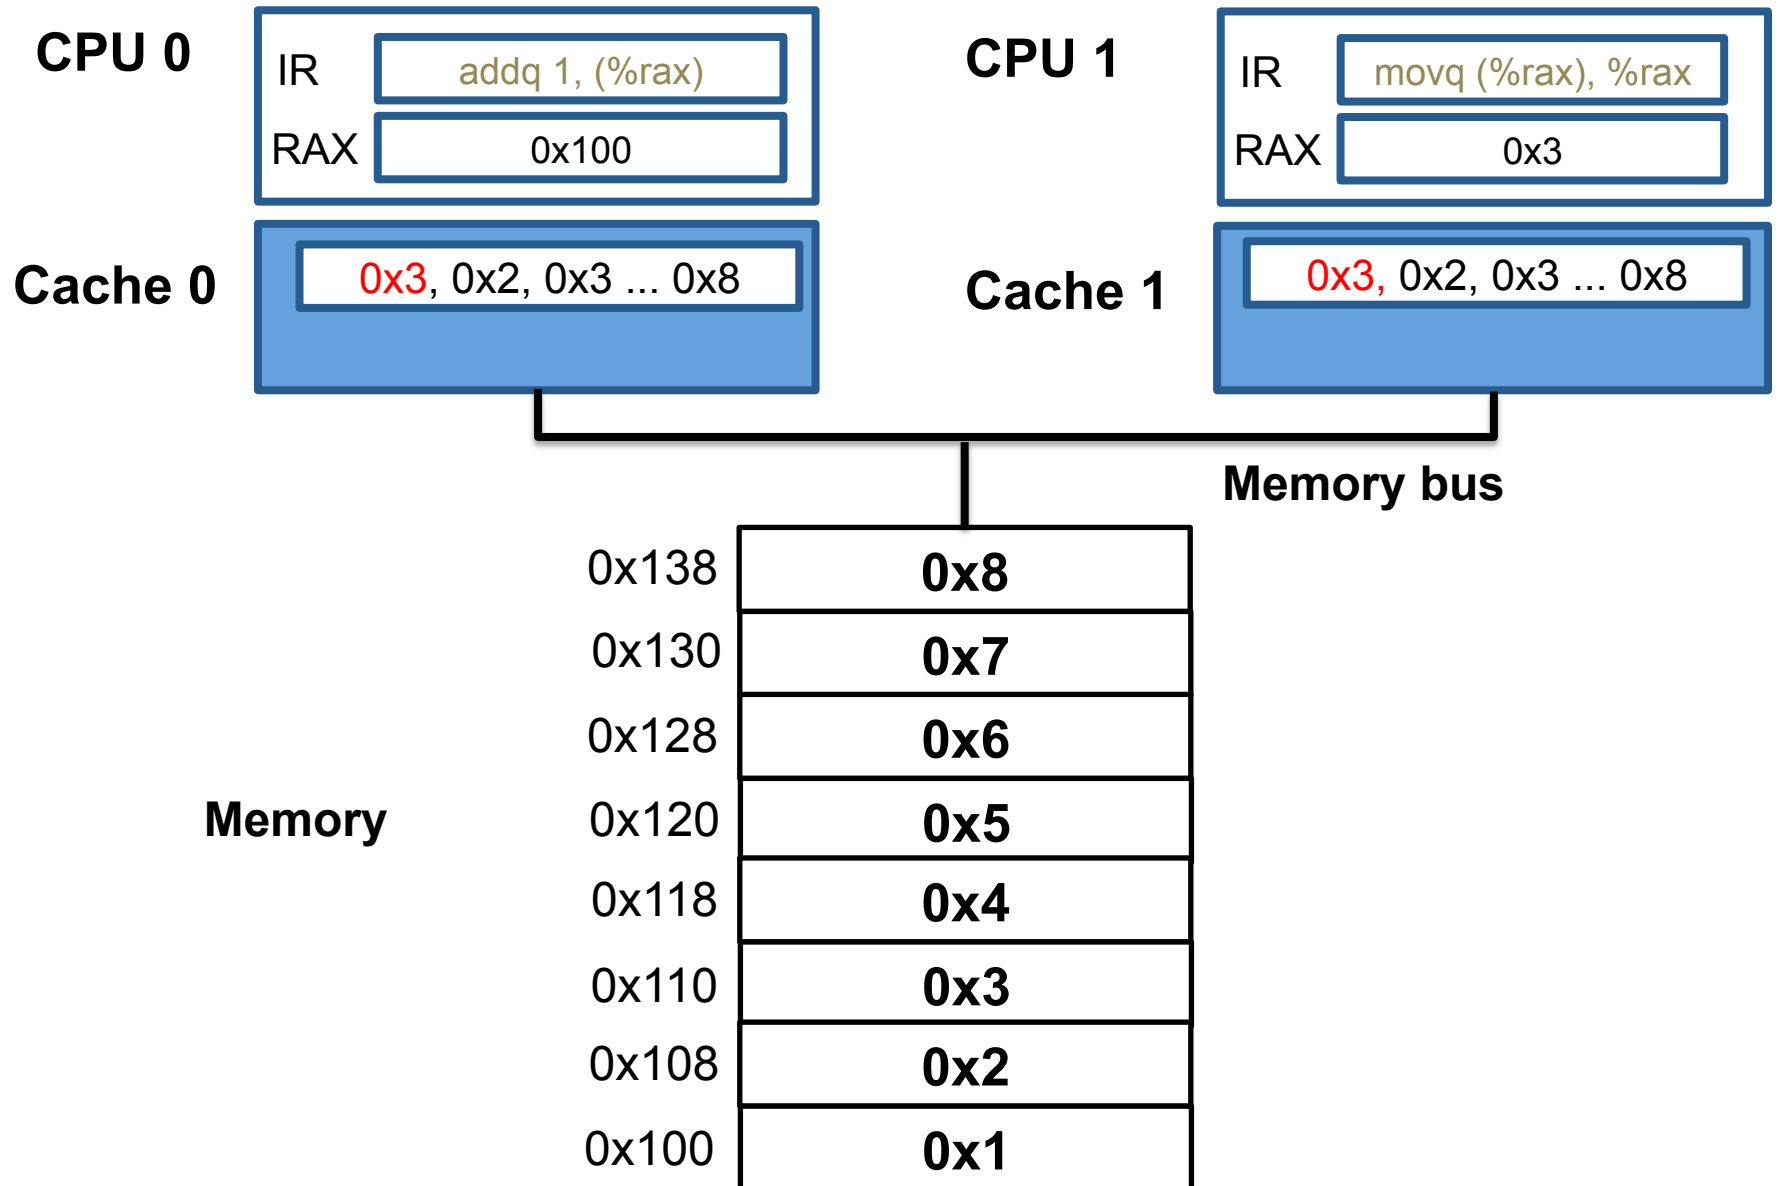 CPU 0
IR
addq 1, (%rax)
RAX
0x100
CPU 1
IR
movq (%rax), %rax
RAX
0x3
Cache 0
0x3, 0x2, 0x3 ... 0x8
Cache 1
0x3, 0x2, 0x3 ... 0x8
Memory bus
0x138
0x8
0x130
0x7
0x128
0x6
Memory
0x120
0x5
0x118
0x4
0x110
0x3
0x108
0x2
0x100
0x1